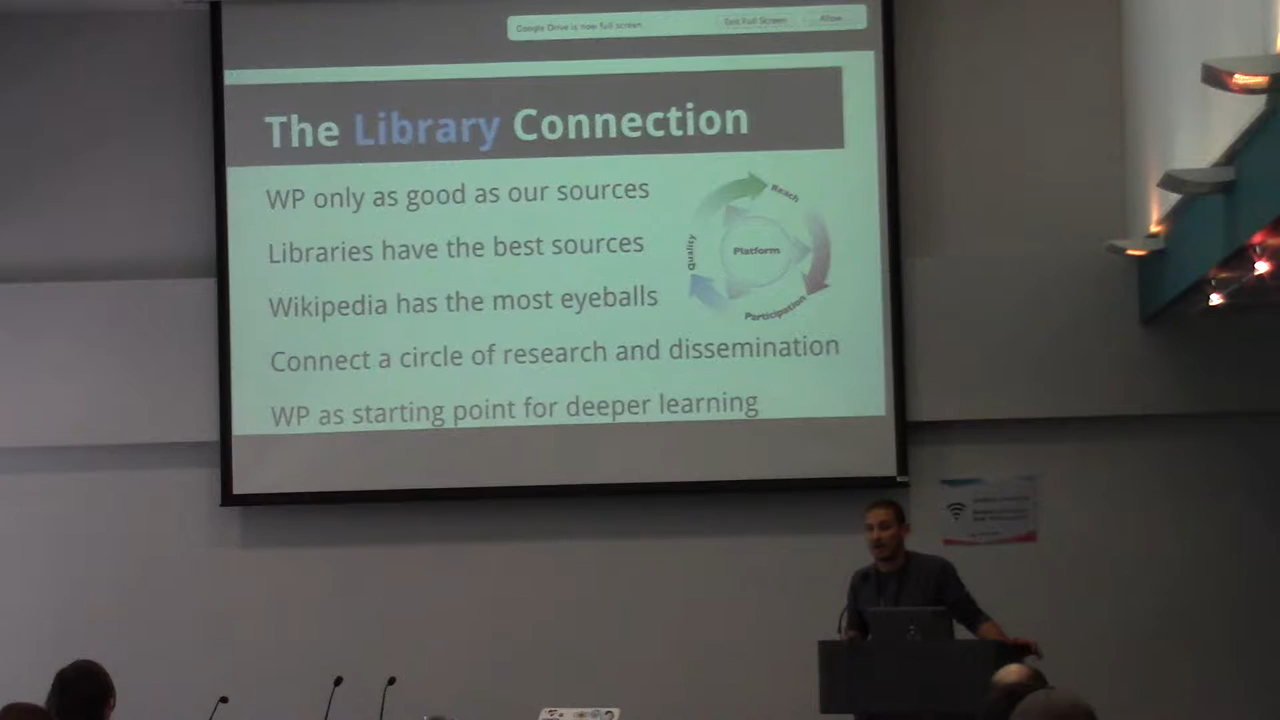 Google Drive is now full screen
Exit Full Screen
Allow
The Library Connection
WP only as good as our sources
Libraries have the best sources
Wikipedia has the most eyeballs
Connect a circle of research and dissemination
WP as starting point for deeper learning
Reach
Platform
Quality
Participation